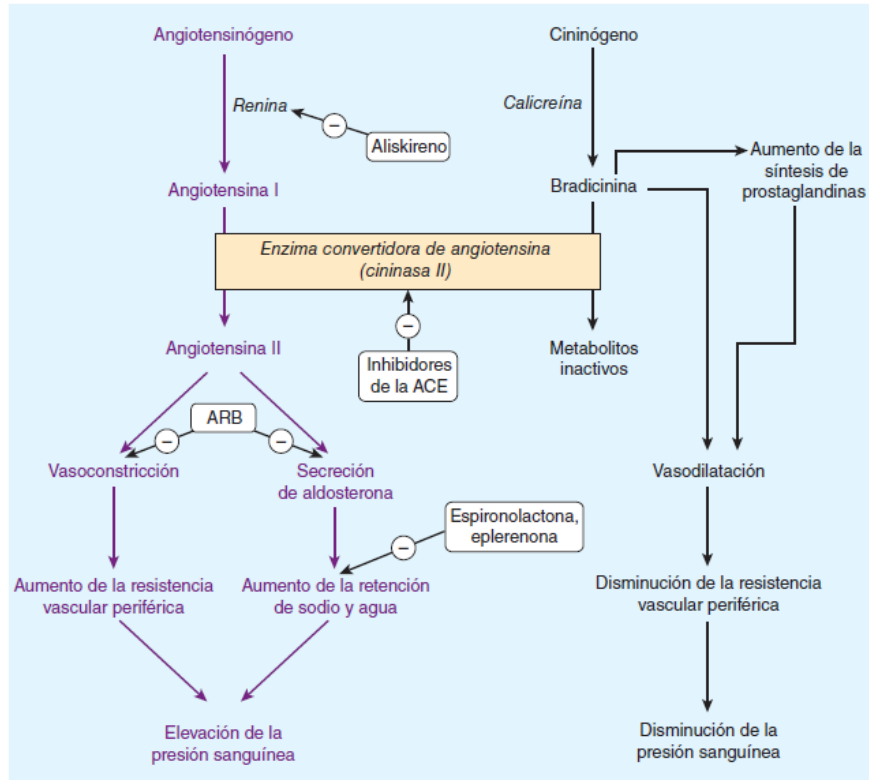 Angiotensinógeno
Cininógeno
Renina
Calicreína
−
Aliskireno
Aumento de la
síntesis de
prostaglandinas
Angiotensina I
Bradicinina
Enzima convertidora de angiotensina
(cininasa II)
−
Angiotensina II
Inhibidores
de la ACE
Metabolitos
inactivos
ARB
−
−
Vasoconstricción
Secreción
de aldosterona
Vasodilatación
Espironolactona,
eplerenona
−
Aumento de la resistencia
vascular periférica
Aumento de la retención
de sodio y agua
Disminución de la resistencia
vascular periférica
Elevación de la
presión sanguínea
Disminución de la
presión sanguínea